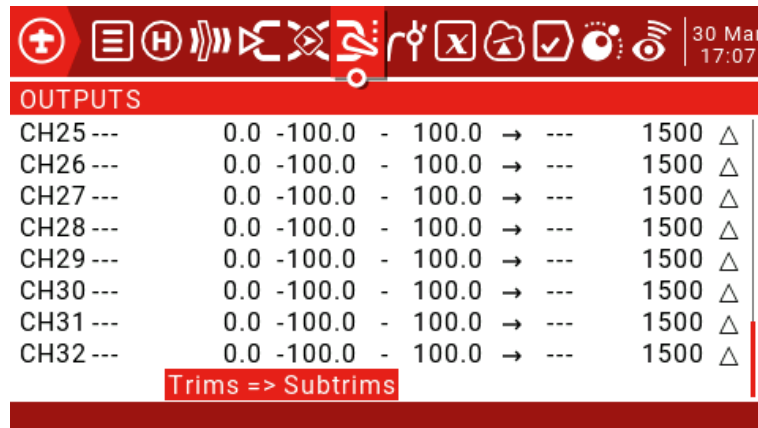 30 Mar
17:07
OUTPUTS
CH25 --- 0.0 -100.0 - 100.0 → --- 1500 △
CH26 --- 0.0 -100.0 - 100.0 → --- 1500 △
CH27 --- 0.0 -100.0 - 100.0 → --- 1500 △
CH28 --- 0.0 -100.0 - 100.0 → --- 1500 △
CH29 --- 0.0 -100.0 - 100.0 → --- 1500 △
CH30 --- 0.0 -100.0 - 100.0 → --- 1500 △
CH31 --- 0.0 -100.0 - 100.0 → --- 1500 △
CH32 --- 0.0 -100.0 - 100.0 → --- 1500 △
Trims => Subtrims